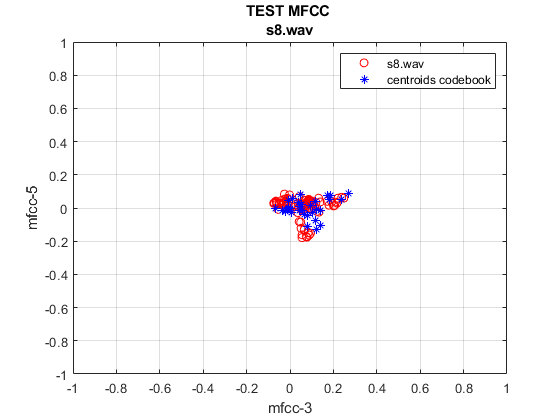 TEST MFCC
s8.wav
s8.wav
centroids codebook
1
0.8
0.6
0.4
0.2
0
-0.2
-0.4
-0.6
-0.8
-1
mfcc-5
-1 -0.8 -0.6 -0.4 -0.2 0 0.2 0.4 0.6 0.8 1
mfcc-3